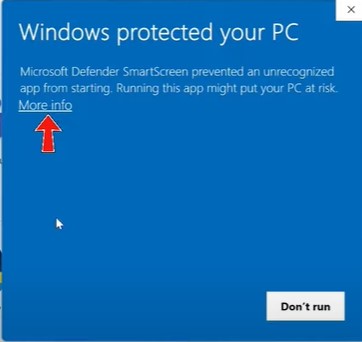 Windows protected your PC
Microsoft Defender SmartScreen prevented an unrecognized
app from starting. Running this app might put your PC at risk.
More info
Don't run